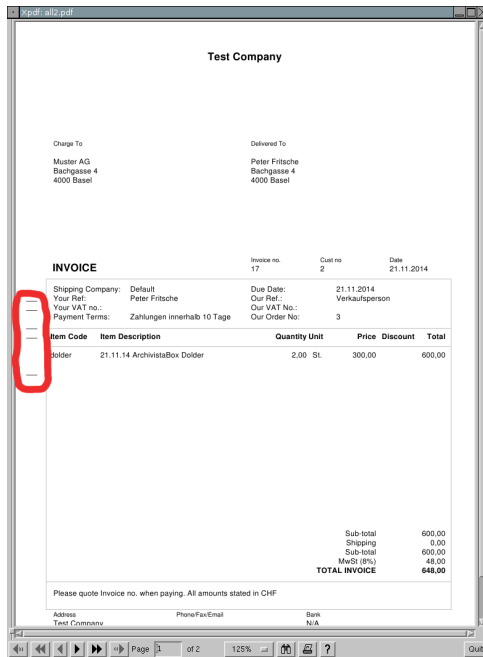 Xpdf: all2.pdf
Test Company
Charge To Delivered To
Muster AG Peter Fritsche
Bachgasse 4 Bachgasse 4
4000 Basel 4000 Basel
Invoice no. Cust no Date
INVOICE 17 2 21.11.2014
Shipping Company: Default Due Date: 21.11.2014
Your Ref: Peter Fritsche Our Ref.: Verkaufsperson
Your VAT no.: Our VAT No.:
Payment Terms: Zahlungen innerhalb 10 Tage Our Order No: 3
Item Code Item Description Quantity Unit Price Discount Total
dolder 21.11.14 ArchivistaBox Dolder 2,00 St. 300,00 600,00
Sub-total 600,00
Shipping 0,00
Sub-total 600,00
MwSt (8%) 48,00
TOTAL INVOICE 648,00
Please quote Invoice no. when paying. All amounts stated in CHF
Address Phone/Fax/Email Bank
Test Company N/A
Page 1 of 2 125% ? Quit